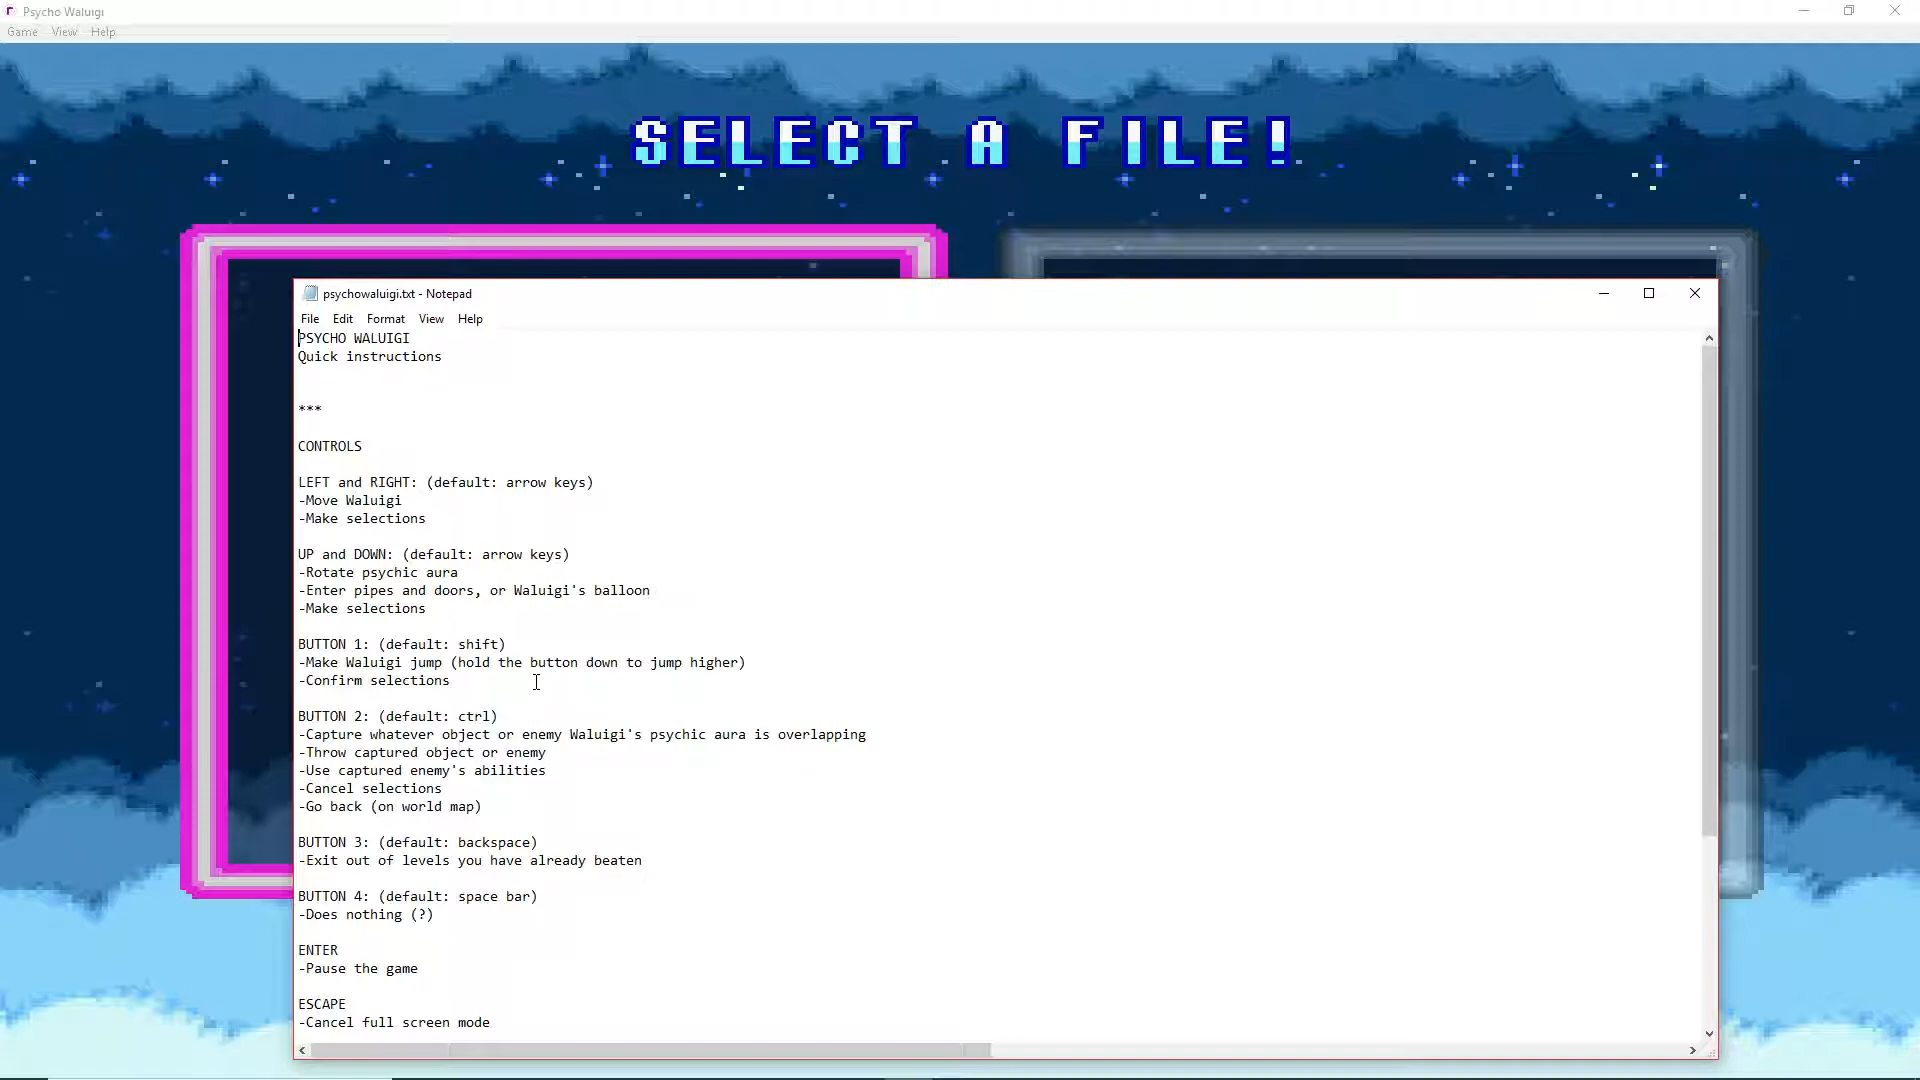 Psycho Waluigi
Game View Help
SELECT A FILE!
psychowaluigi.txt - Notepad
File Edit Format View Help
PSYCHO WALUIGI
Quick instructions
***
CONTROLS
LEFT and RIGHT: (default: arrow keys)
-Move Waluigi
-Make selections
UP and DOWN: (default: arrow keys)
-Rotate psychic aura
-Enter pipes and doors, or Waluigi's balloon
-Make selections
BUTTON 1: (default: shift)
-Make Waluigi jump (hold the button down to jump higher)
-Confirm selections
BUTTON 2: (default: ctrl)
-Capture whatever object or enemy Waluigi's psychic aura is overlapping
-Throw captured object or enemy
-Use captured enemy's abilities
-Cancel selections
-Go back (on world map)
BUTTON 3: (default: backspace)
-Exit out of levels you have already beaten
BUTTON 4: (default: space bar)
-Does nothing (?)
ENTER
-Pause the game
ESCAPE
-Cancel full screen mode